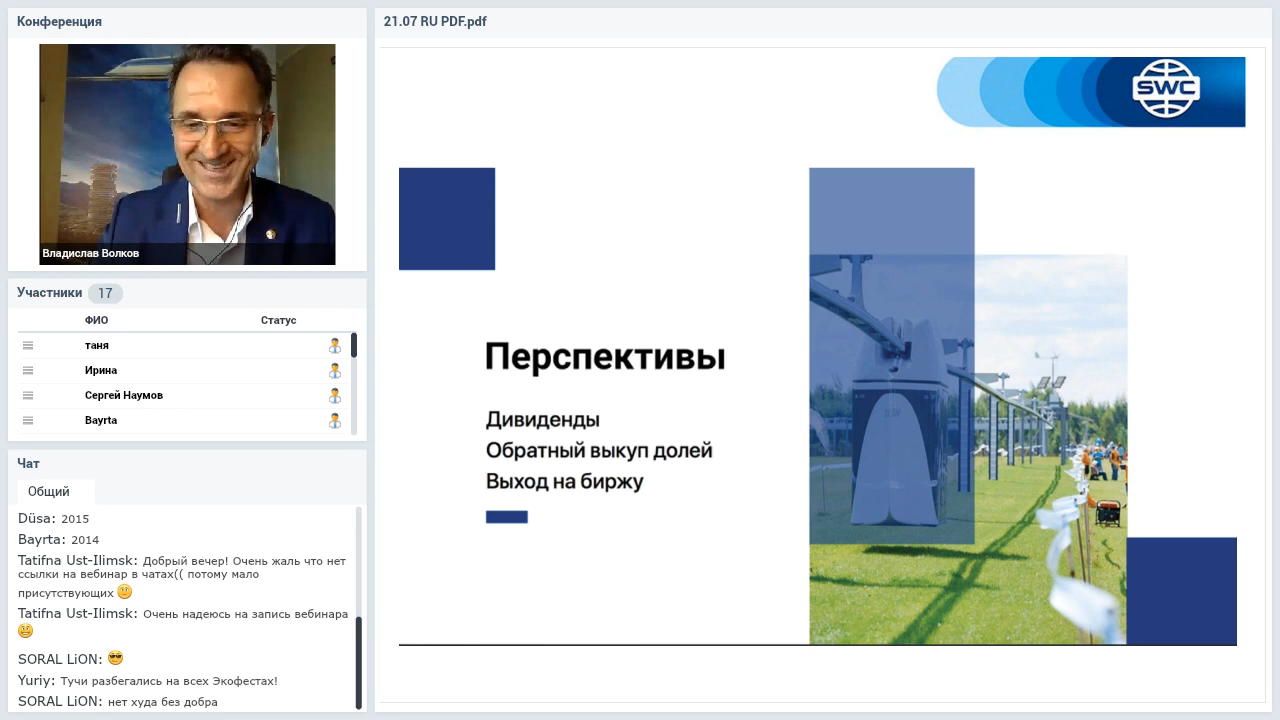 Конференция
Владислав Волков
Участники 17
ФИО Статус
таня
Ирина
Сергей Наумов
Bayrta
Чат
Общий
Düsa: 2015
Bayrta: 2014
Tatifna Ust-Ilimsk: Добрый вечер! Очень жаль что нет
ссылки на вебинар в чатах(( потому мало
присутствующих
Tatifna Ust-Ilimsk: Очень надеюсь на запись вебинара
SORAL LiON:
Yuriy: Тучи разбегались на всех Экофестах!
SORAL LiON: нет худа без добра
21.07 RU PDF.pdf
SWC
Перспективы
Дивиденды
Обратный выкуп долей
Выход на биржу